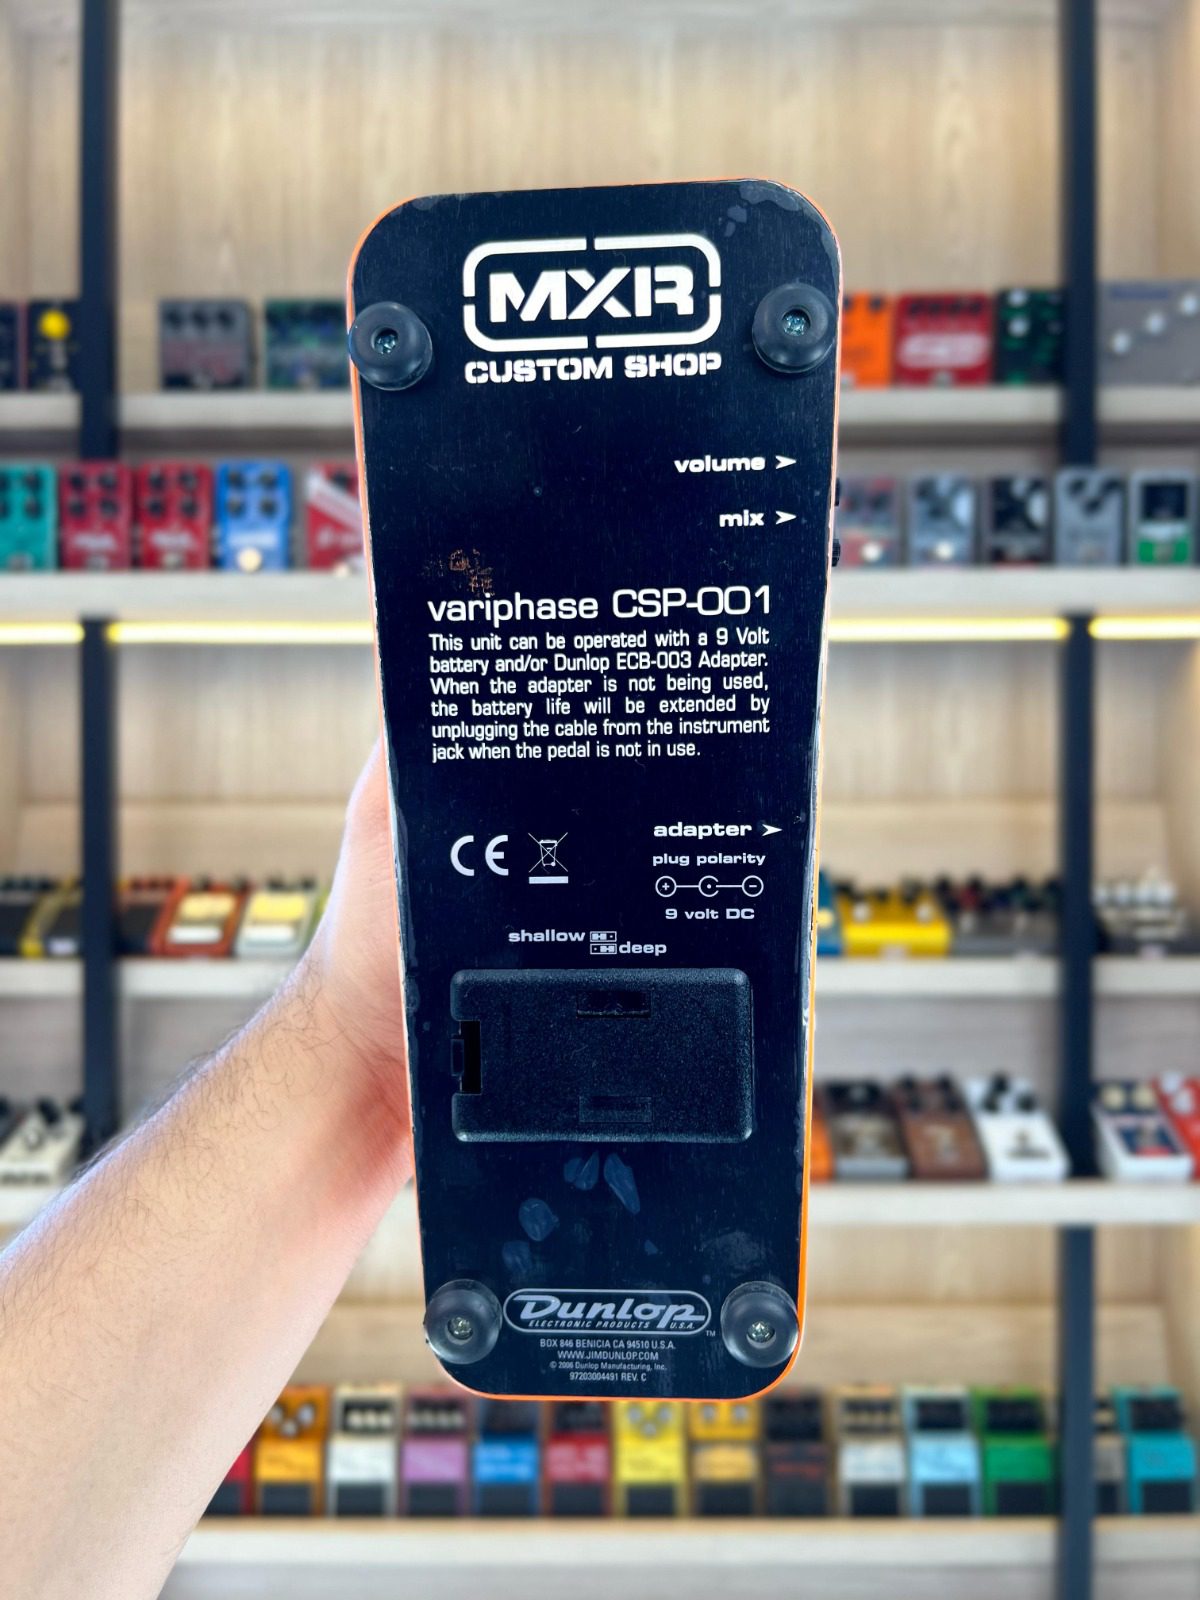 MXR
CUSTOM SHOP
volume ➤
mix ➤
variphase CSP-001
This unit can be operated with a 9 Volt
battery and/or Dunlop ECB-003 Adapter.
When the adapter is not being used,
the battery life will be extended by
unplugging the cable from the instrument
jack when the pedal is not in use.
CE
adapter ➤
plug polarity
+ −
9 volt DC
shallow
deep
Dunlop
ELECTRONIC PRODUCTS U.S.A.
™
BOX 846 BENICIA CA 94510 U.S.A.
WWW.JIMDUNLOP.COM
© 2006 Dunlop Manufacturing, Inc.
97203004491 REV. C